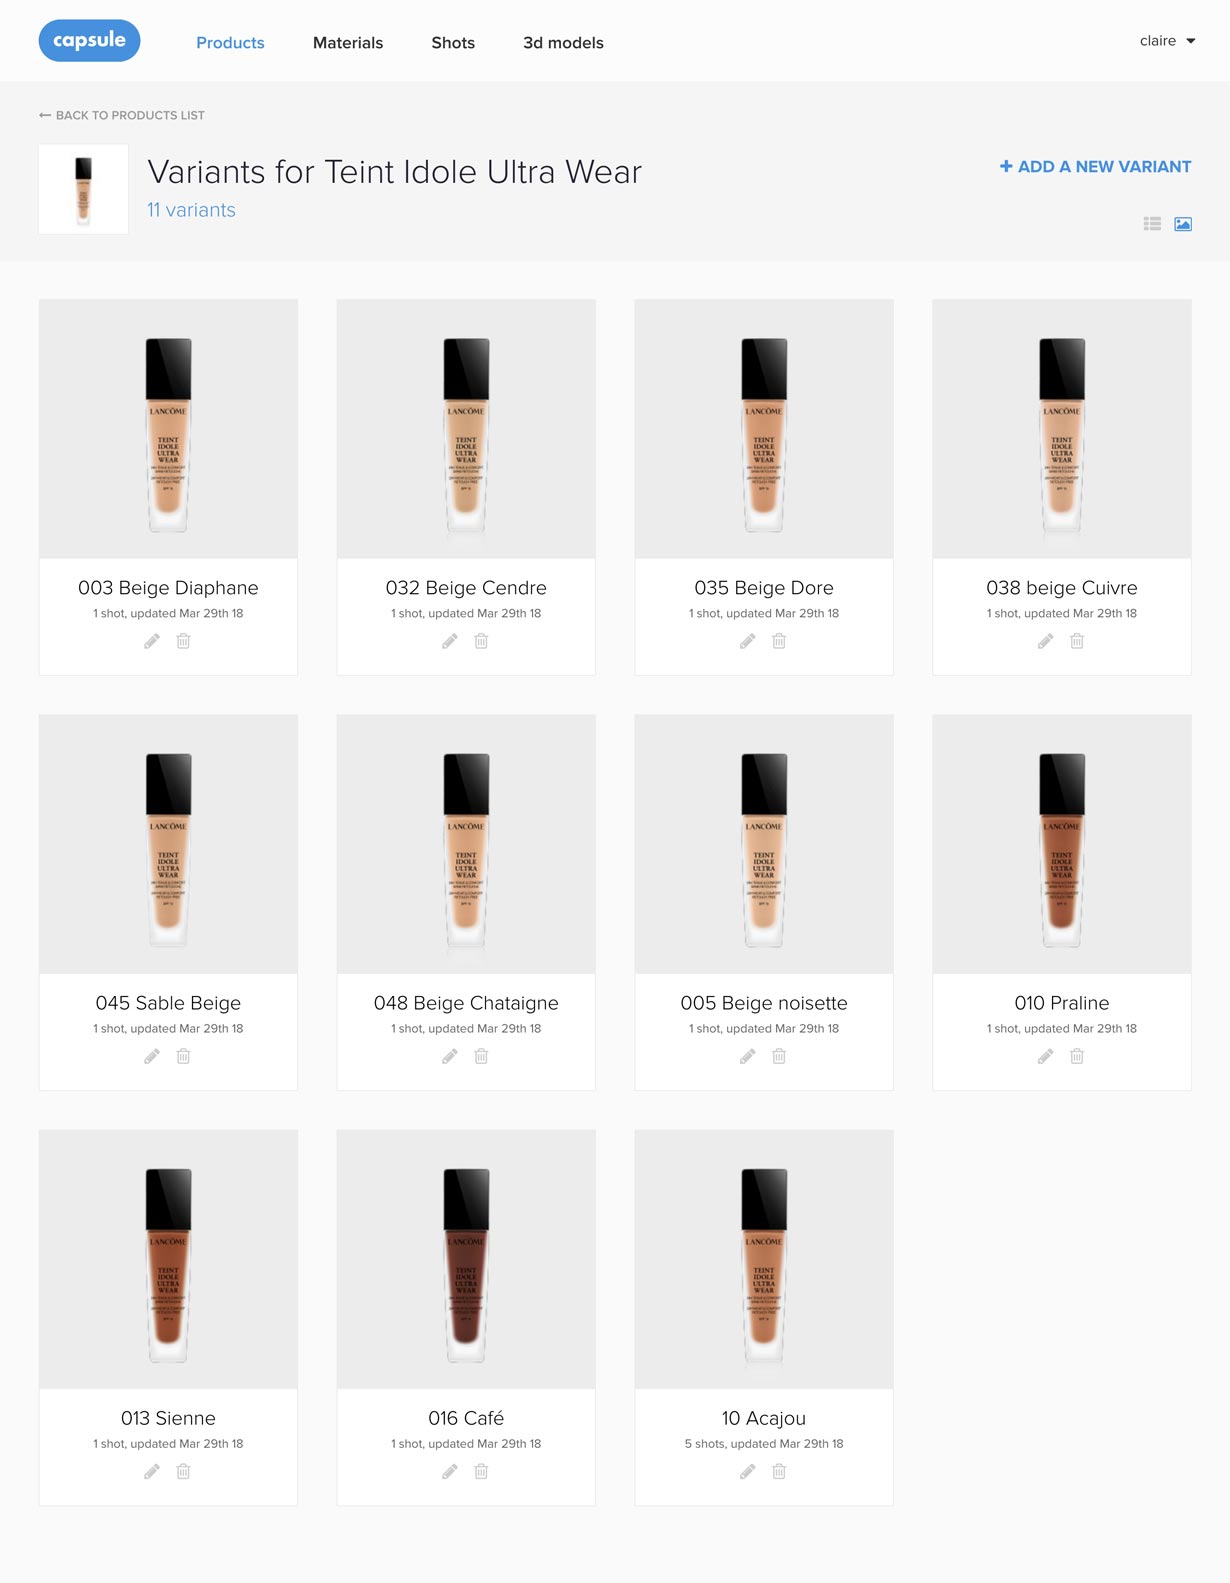 capsule
Products
Materials
Shots
3d models
claire
BACK TO PRODUCTS LIST
Variants for Teint Idole Ultra Wear
11 variants
+ ADD A NEW VARIANT
LANCÔME
TEINT
IDOLE
ULTRA
WEAR
LANCÔME
TEINT
IDOLE
ULTRA
WEAR
LANCÔME
TEINT
IDOLE
ULTRA
WEAR
LANCÔME
TEINT
IDOLE
ULTRA
WEAR
003 Beige Diaphane
1 shot, updated Mar 29th 18
032 Beige Cendre
1 shot, updated Mar 29th 18
035 Beige Dore
1 shot, updated Mar 29th 18
038 beige Cuivre
1 shot, updated Mar 29th 18
LANCÔME
TEINT
IDOLE
ULTRA
WEAR
LANCÔME
TEINT
IDOLE
ULTRA
WEAR
LANCÔME
TEINT
IDOLE
ULTRA
WEAR
LANCÔME
TEINT
IDOLE
ULTRA
WEAR
045 Sable Beige
1 shot, updated Mar 29th 18
048 Beige Chataigne
1 shot, updated Mar 29th 18
005 Beige noisette
1 shot, updated Mar 29th 18
010 Praline
1 shot, updated Mar 29th 18
LANCÔME
TEINT
IDOLE
ULTRA
WEAR
LANCÔME
TEINT
IDOLE
ULTRA
WEAR
LANCÔME
TEINT
IDOLE
ULTRA
WEAR
013 Sienne
1 shot, updated Mar 29th 18
016 Café
1 shot, updated Mar 29th 18
10 Acajou
5 shots, updated Mar 29th 18